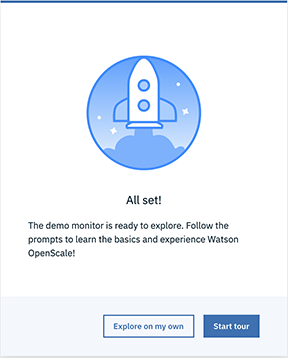 All set!
The demo monitor is ready to explore. Follow the
prompts to learn the basics and experience Watson
OpenScale!
Explore on my own
Start tour